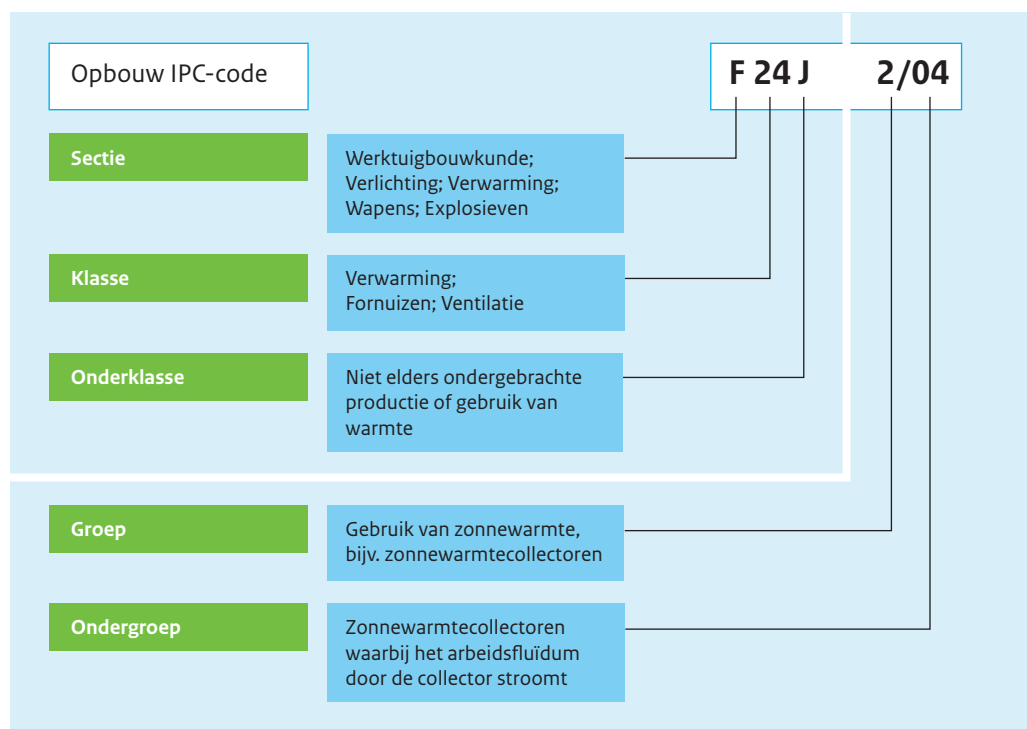 Opbouw IPC-code
F 24 J 2/04
Sectie
Werktuigbouwkunde;
Verlichting; Verwarming;
Wapens; Explosieven
Klasse
Verwarming;
Fornuizen; Ventilatie
Onderklasse
Niet elders ondergebrachte
productie of gebruik van
warmte
Groep
Gebruik van zonnewarmte,
bijv. zonnewarmtecollectoren
Ondergroep
Zonnewarmtecollectoren
waarbij het arbeidsfluïdum
door de collector stroomt